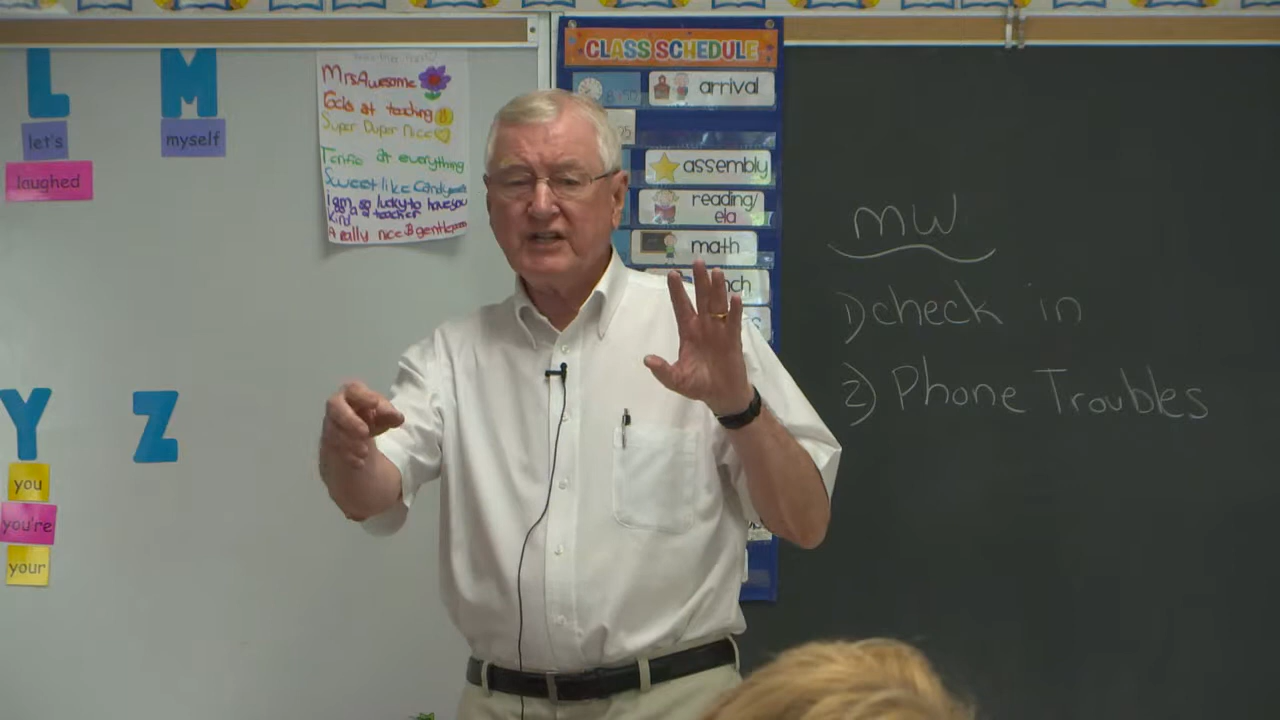 L
let's
laughed
M
myself
Mrs. Awesome
at teaching
Super Duper Nice
at everything
Sweet like Candy
i am so lucky to have you
as a teacher
Kind
A really nice & gentle
Y
you
you're
your
Z
CLASS SCHEDULE
arrival
assembly
reading/
ela
math
mw
1) check in
2) Phone Troubles